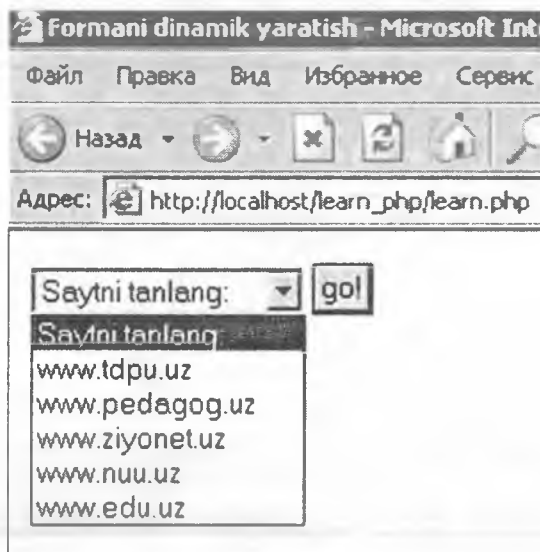 Formani dinamik yaratish - Microsoft Int
Файл Правка Вид Избранное Сервис
Назад
Адрес: http://localhost/learn_php/learn.php
Saytni tanlang: go!
Saytni tanlang:
www.tdpu.uz
www.pedagog.uz
www.ziyonet.uz
www.nuu.uz
www.edu.uz